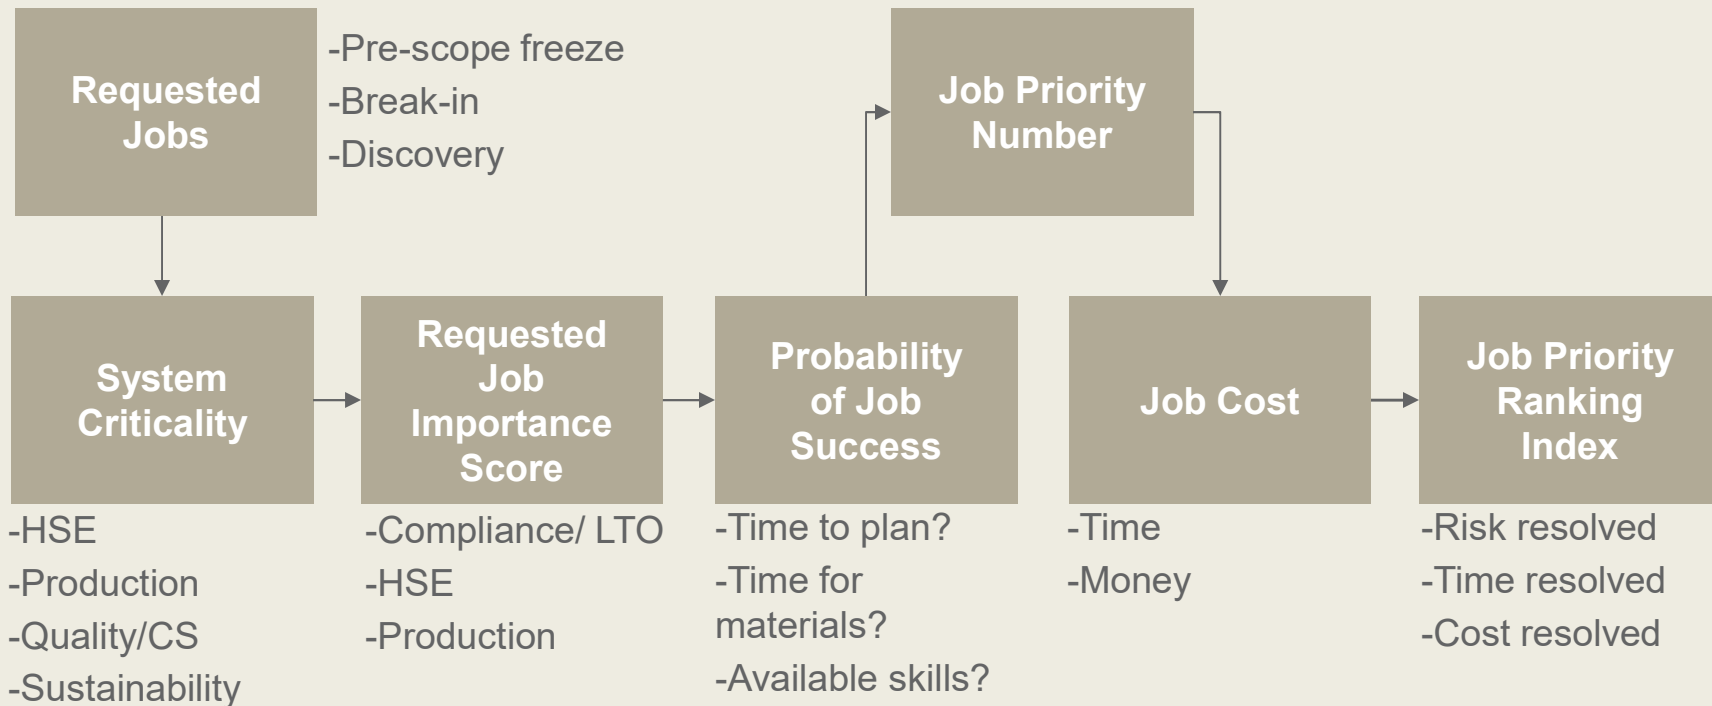 Requested
Jobs
-Pre-scope freeze
-Break-in
-Discovery
Job Priority
Number
System
Criticality
Requested
Job
Importance
Score
Probability
of Job
Success
Job Cost
Job Priority
Ranking
Index
-HSE
-Production
-Quality/CS
-Sustainability
-Compliance/ LTO
-HSE
-Production
-Time to plan?
-Time for
materials?
-Available skills?
-Time
-Money
-Risk resolved
-Time resolved
-Cost resolved